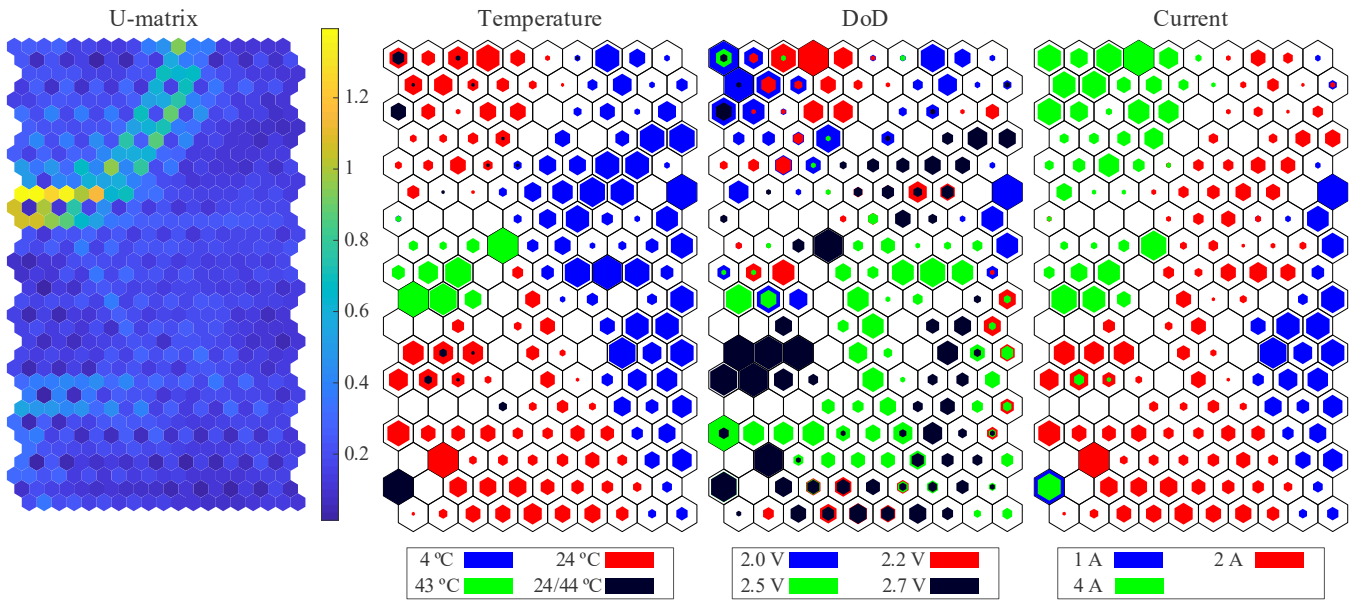 U-matrix
Temperature
DoD
Current
1.2
1
0.8
0.6
0.4
0.2
4 ºC
24 ºC
43 ºC
24/44 ºC
2.0 V
2.2 V
2.5 V
2.7 V
1 A
2 A
4 A